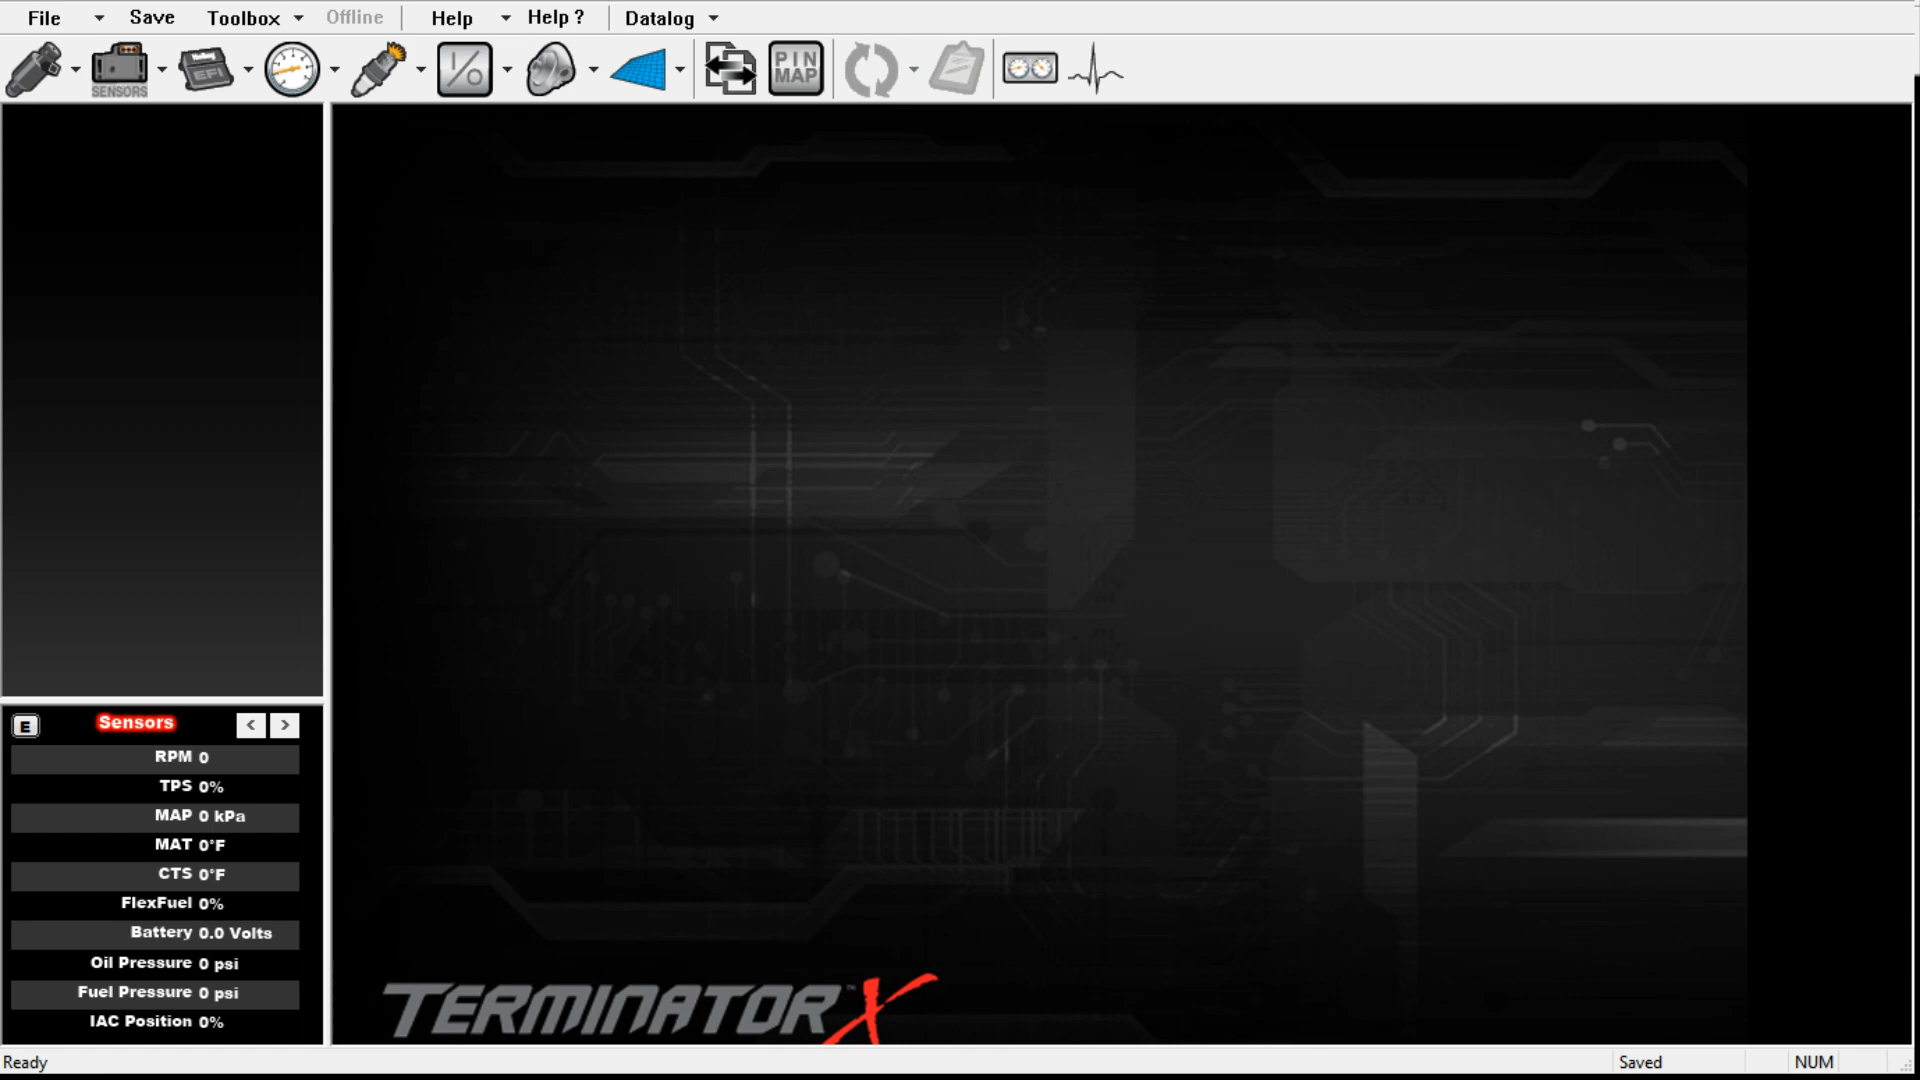 File Save Toolbox Offline Help Help ? Datalog
SENSORS
Holley
EFI
I/O
PIN
MAP
E Sensors < >
RPM 0
TPS 0%
MAP 0 kPa
MAT 0°F
CTS 0°F
FlexFuel 0%
Battery 0.0 Volts
Oil Pressure 0 psi
Fuel Pressure 0 psi
IAC Position 0%
TERMINATOR X ™
Ready Saved NUM